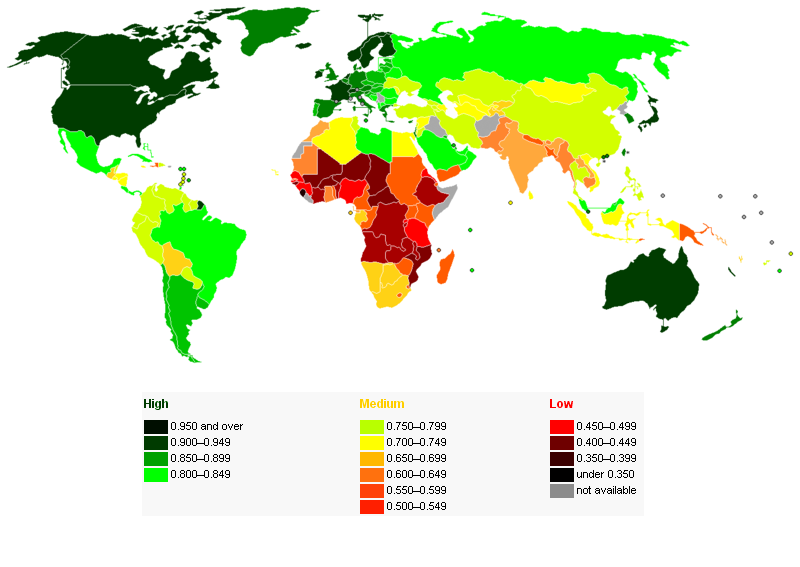 High
0.950 and over
0.900–0.949
0.850–0.899
0.800–0.849
Medium
0.750–0.799
0.700–0.749
0.650–0.699
0.600–0.649
0.550–0.599
0.500–0.549
Low
0.450–0.499
0.400–0.449
0.350–0.399
under 0.350
not available